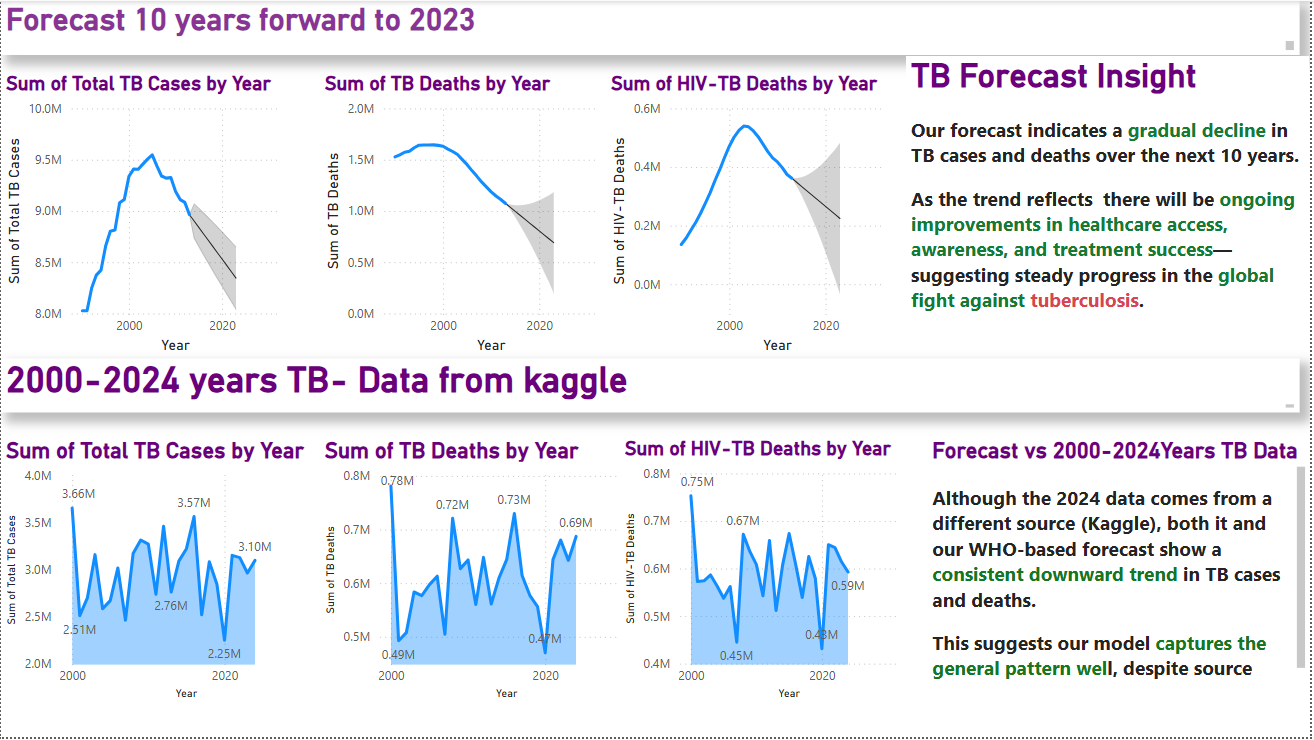 Forecast 10 years forward to 2023
Sum of Total TB Cases by Year
10.0M
9.5M
9.0M
8.5M
8.0M
Sum of Total TB Cases
2000
2020
Year
Sum of TB Deaths by Year
2.0M
1.5M
1.0M
0.5M
0.0M
Sum of TB Deaths
2000
2020
Year
Sum of HIV-TB Deaths by Year
0.6M
0.4M
0.2M
0.0M
Sum of HIV-TB Deaths
2000
2020
Year
TB Forecast Insight
Our forecast indicates a gradual decline in
TB cases and deaths over the next 10 years.
As the trend reflects  there will be ongoing
improvements in healthcare access,
awareness, and treatment success—
suggesting steady progress in the global
fight against tuberculosis.
2000-2024 years TB- Data from kaggle
Sum of Total TB Cases by Year
4.0M
3.5M
3.0M
2.5M
2.0M
Sum of Total TB Cases
3.66M
2.51M
2.76M
3.57M
2.25M
3.10M
2000
2020
Year
Sum of TB Deaths by Year
0.8M
0.7M
0.6M
0.5M
Sum of TB Deaths
0.78M
0.49M
0.72M
0.73M
0.47M
0.69M
2000
2020
Year
Sum of HIV-TB Deaths by Year
0.8M
0.7M
0.6M
0.5M
0.4M
Sum of HIV-TB Deaths
0.75M
0.45M
0.67M
0.43M
0.59M
2000
2020
Year
Forecast vs 2000-2024Years TB Data
Although the 2024 data comes from a
different source (Kaggle), both it and
our WHO-based forecast show a
consistent downward trend in TB cases
and deaths.
This suggests our model captures the
general pattern well, despite source